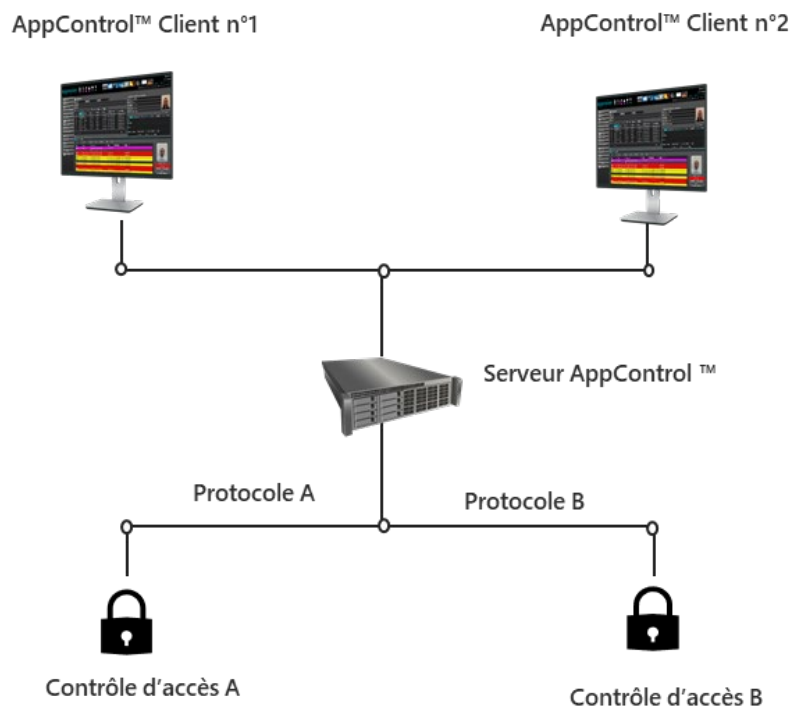 AppControl™ Client n°1
AppControl™ Client n°2
Serveur AppControl ™
Protocole A
Protocole B
Contrôle d’accès A
Contrôle d’accès B